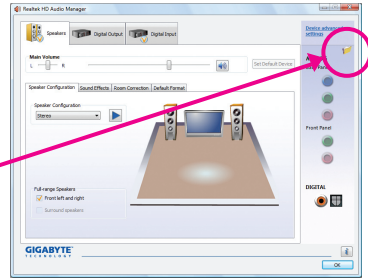 Realtek HD Audio Manager
Speakers
Digital Output
Digital Input
Device advanced settings
Main Volume
L
R
Set Default Device
Speaker Configuration
Sound Effects
Room Correction
Default Format
Speaker Configuration
Stereo
Front Panel
Full-range Speakers
Front left and right
Surround speakers
DIGITAL
GIGABYTE
TECHNOLOGY
OK